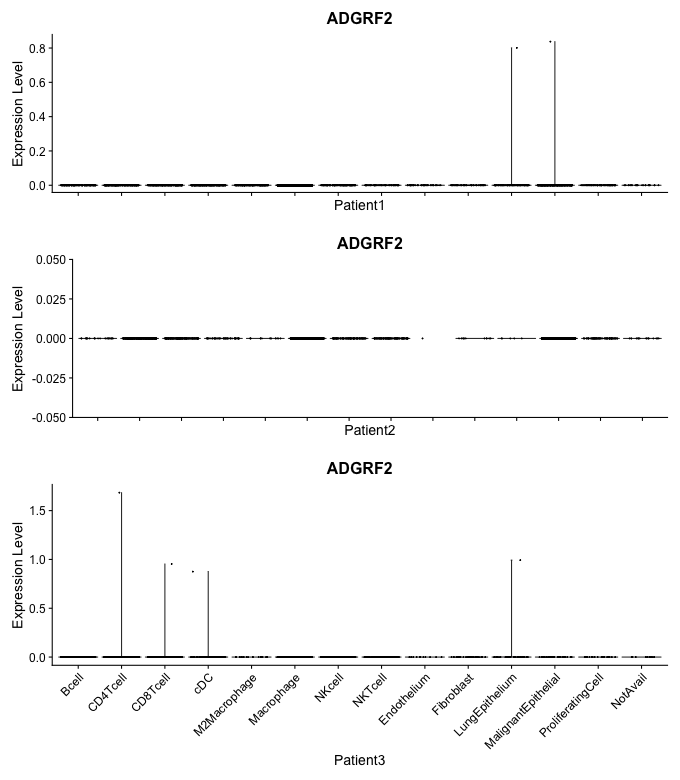 ADGRF2
Expression Level
0.8
0.6
0.4
0.2
0.0
Patient1
ADGRF2
Expression Level
0.050
0.025
0.000
-0.025
-0.050
Patient2
ADGRF2
Expression Level
1.5
1.0
0.5
0.0
Bcell
CD4Tcell
CD8Tcell
cDC
M2Macrophage
Macrophage
NKcell
NKTcell
Endothelium
Fibroblast
LungEpithelium
MalignantEpithelial
ProliferatingCell
NotAvail
Patient3